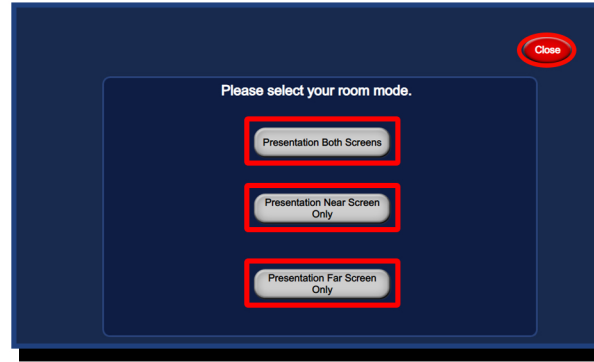 Close
Please select your room mode.
Presentation Both Screens
Presentation Near Screen
Only
Presentation Far Screen
Only